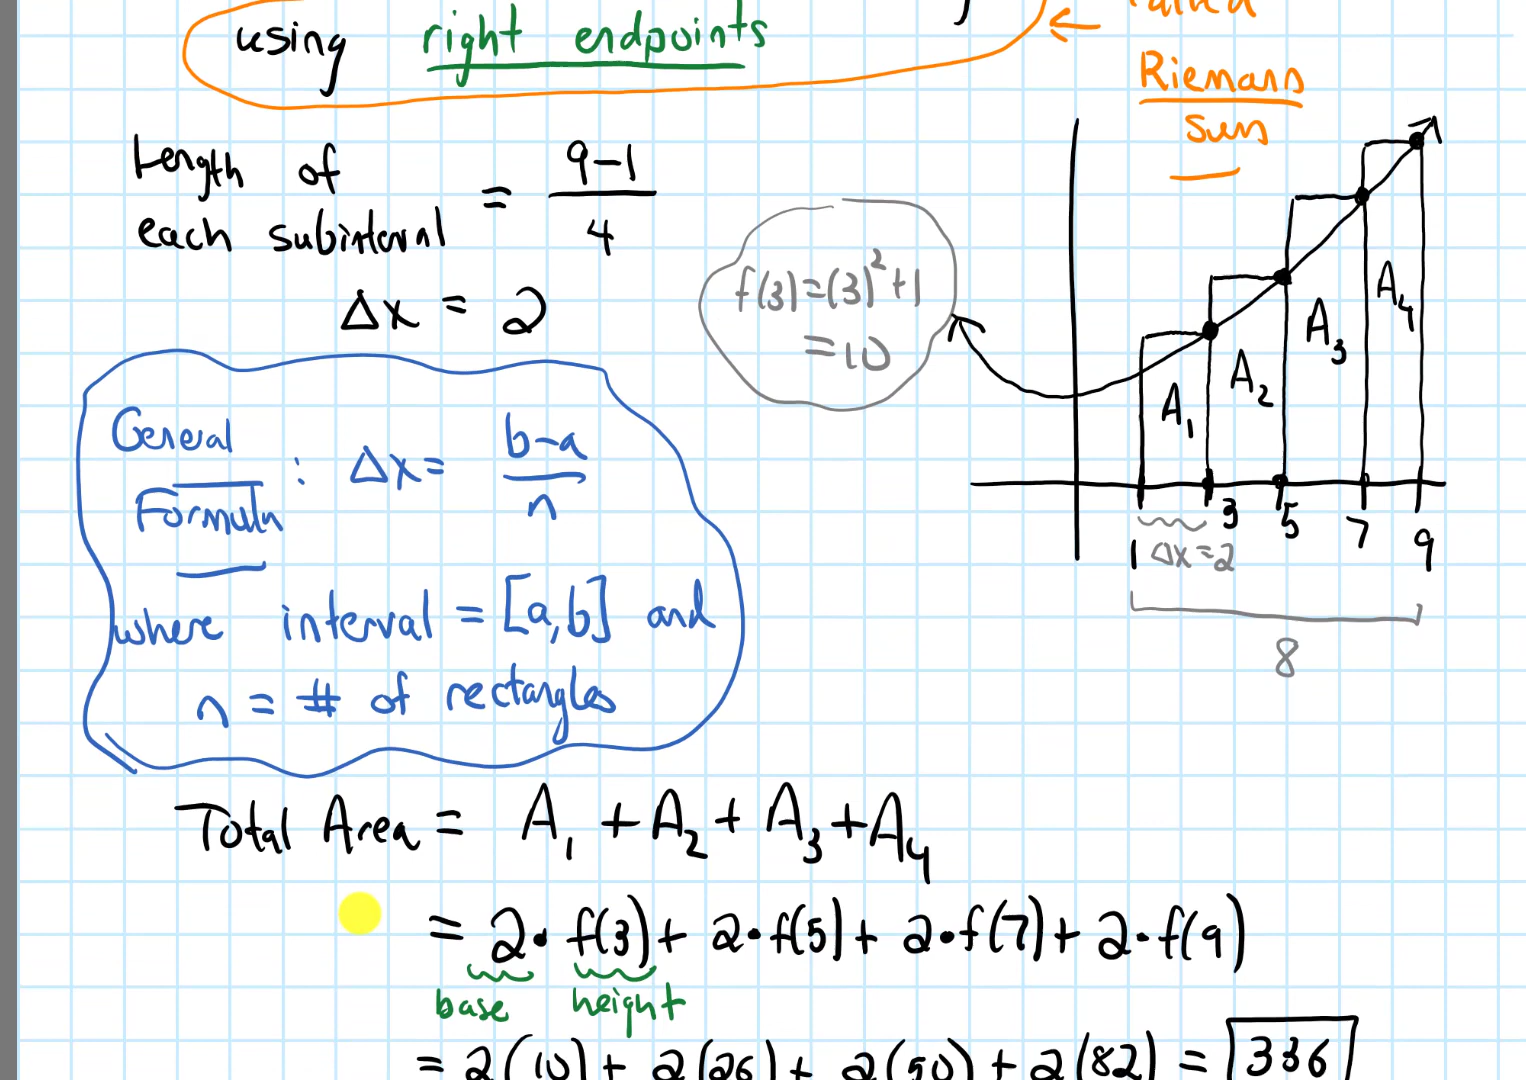 using right endpoints
Riemann
sum
Length of
each subinterval = 9-1
4
Δx = 2
f(3)=(3)²+1
=10
General
Formula : Δx= b-a
n
where interval = [a,b] and
n = # of rectangles
A₁ A₂ A₃ A₄
1 3 5 7 9
Δx=2
8
Total Area = A₁ + A₂ + A₃ + A₄
= 2· f(3) + 2·f(5) + 2·f(7) + 2·f(9)
base height
= 2(10) + 2(26) + 2(50) + 2(82) = 336